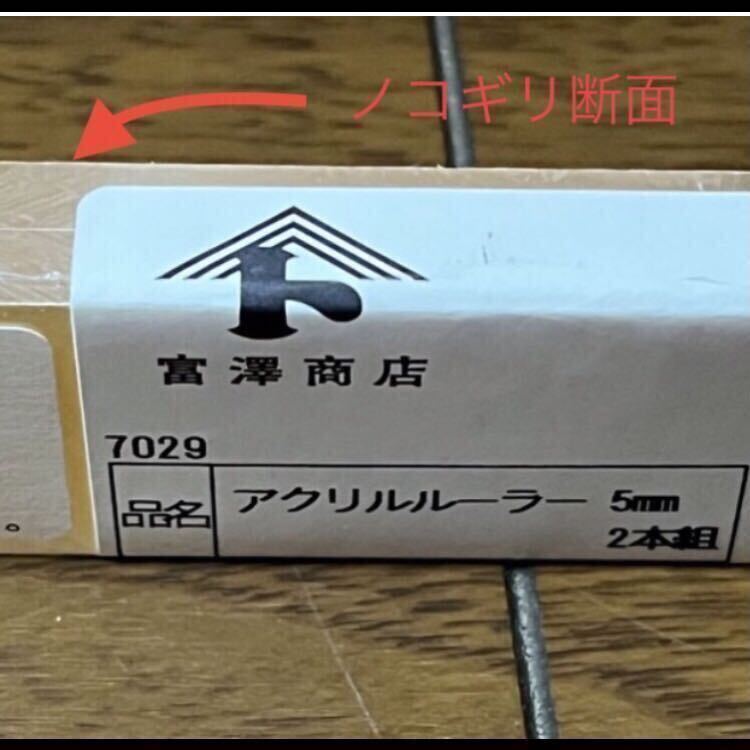 ノコギリ断面
ト
富澤商店
7029
品名
アクリルルーラー 5mm
2本組
。